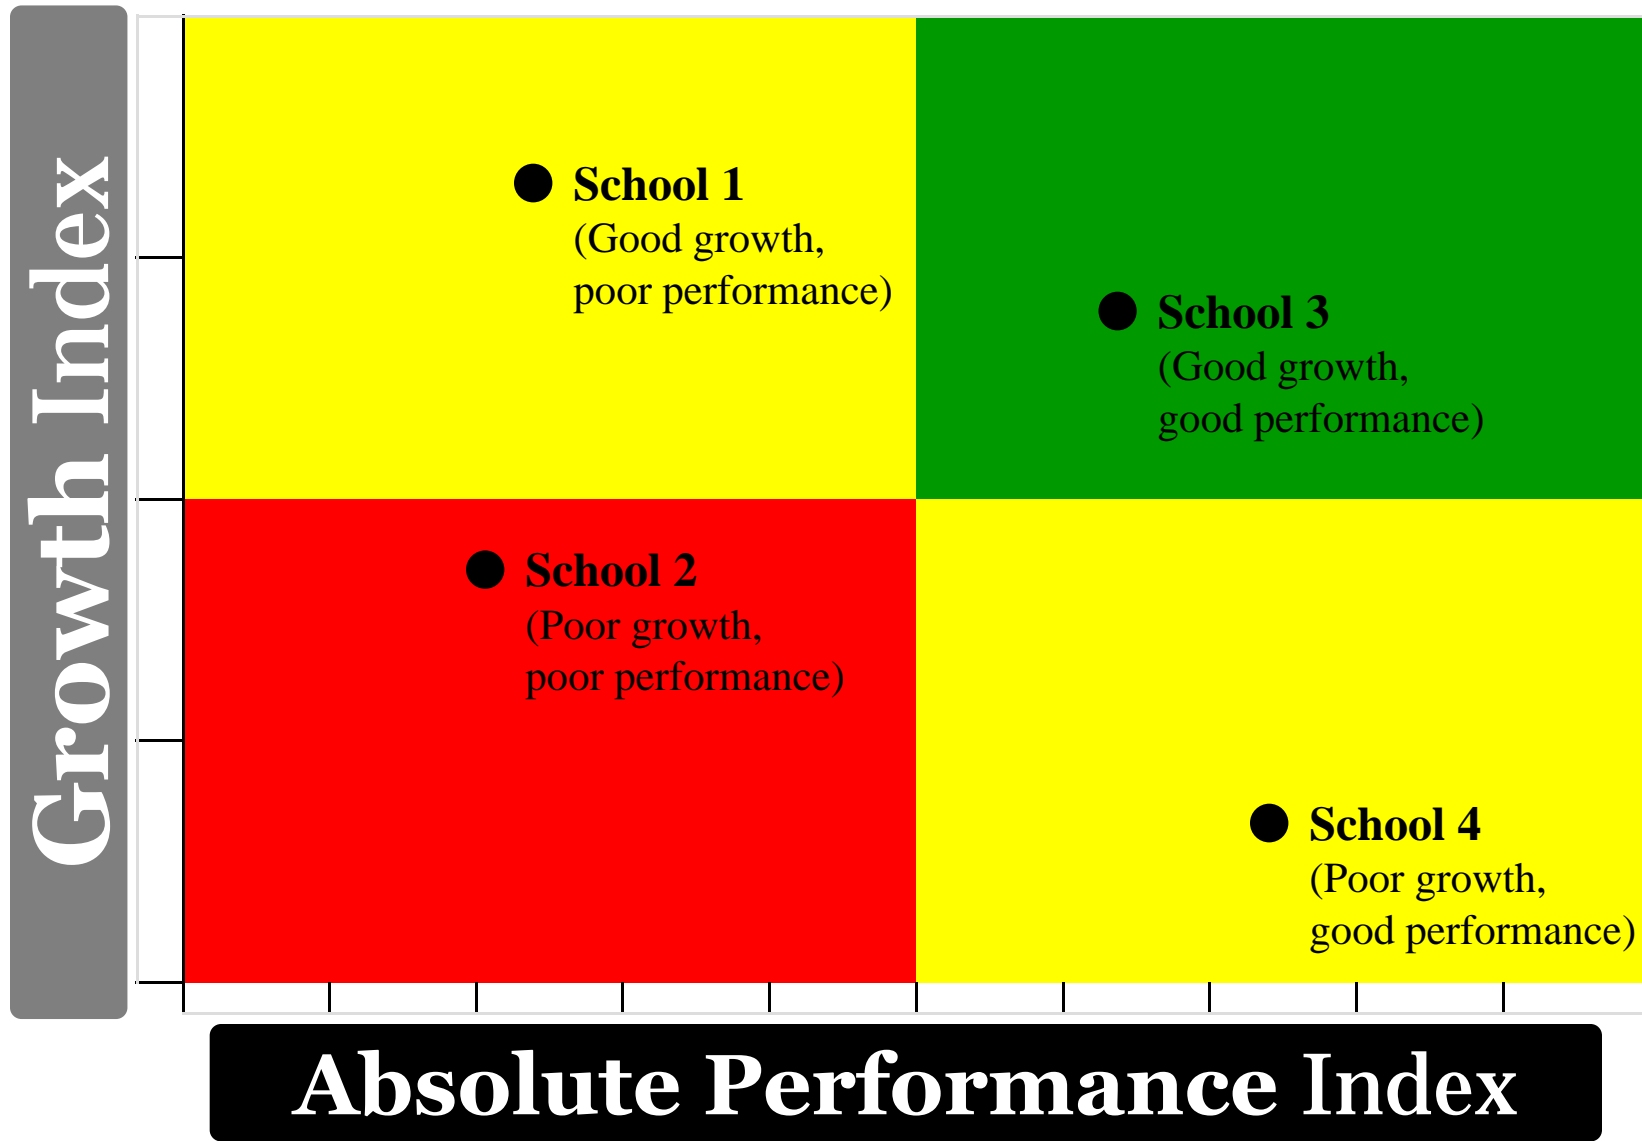 Growth Index
School 1
(Good growth,
poor performance)
School 3
(Good growth,
good performance)
School 2
(Poor growth,
poor performance)
School 4
(Poor growth,
good performance)
Absolute Performance Index